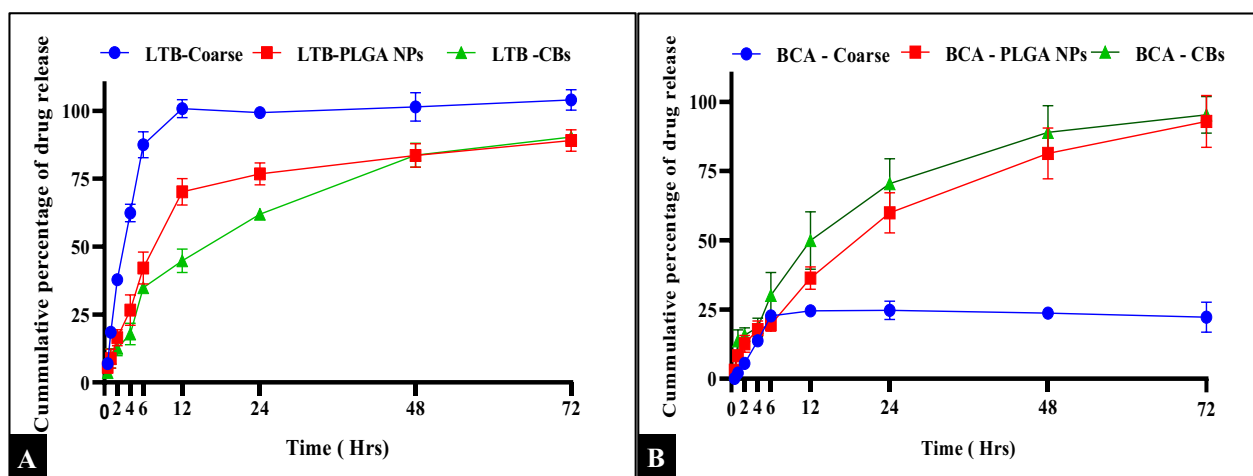 LTB-Coarse LTB-PLGA NPs LTB -CBs
Cummulative percentage of drug release
100
75
50
25
0
0 2 4 6 12 24 48 72
Time ( Hrs)
A
BCA - Coarse BCA - PLGA NPs BCA - CBs
Cummulative percentage of drug release
100
75
50
25
0
0 2 4 6 12 24 48 72
Time ( Hrs)
B